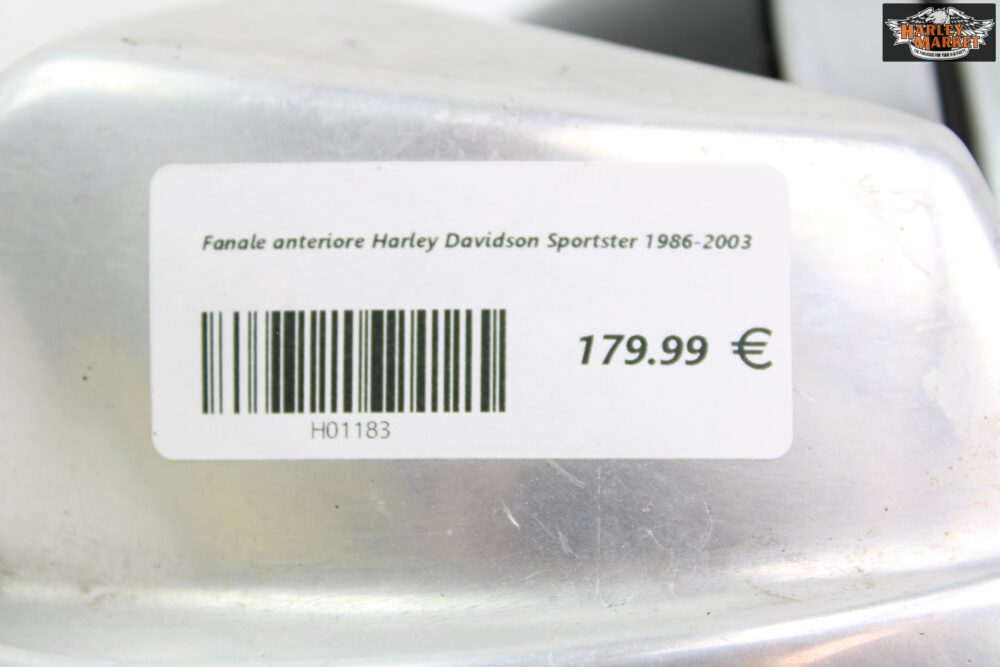 HARLEY
MARKET
Fanale anteriore Harley Davidson Sportster 1986-2003
179.99 €
H01183